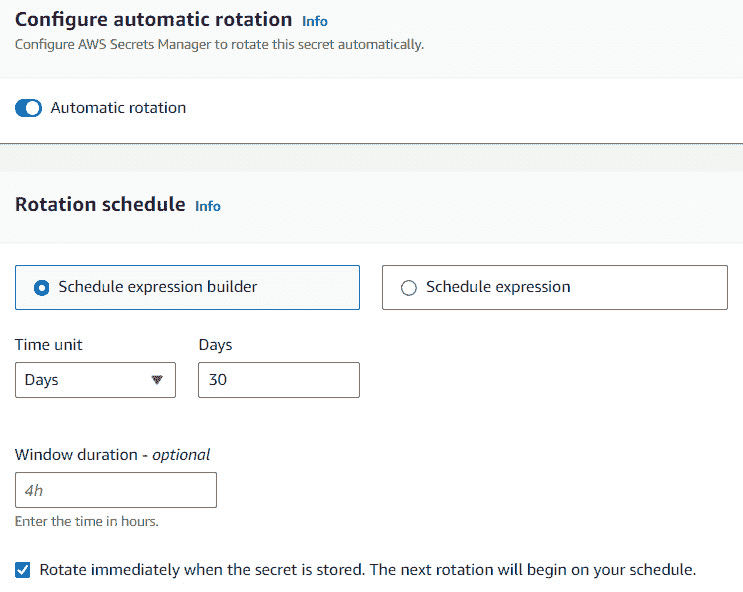 Configure automatic rotation Info
Configure AWS Secrets Manager to rotate this secret automatically.
Automatic rotation
Rotation schedule Info
Schedule expression builder
Schedule expression
Time unit
Days
Days
30
Window duration - optional
4h
Enter the time in hours.
Rotate immediately when the secret is stored. The next rotation will begin on your schedule.